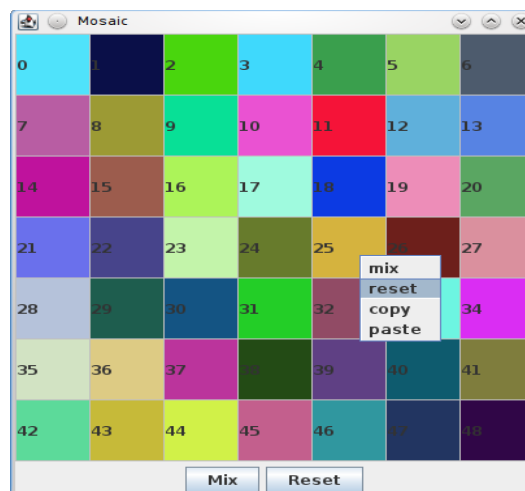 Mosaic
0 1 2 3 4 5 6
7 8 9 10 11 12 13
14 15 16 17 18 19 20
21 22 23 24 25 26 27
mix
reset
copy
paste
28 29 30 31 32 34
35 36 37 38 39 40 41
42 43 44 45 46 47 48
Mix Reset